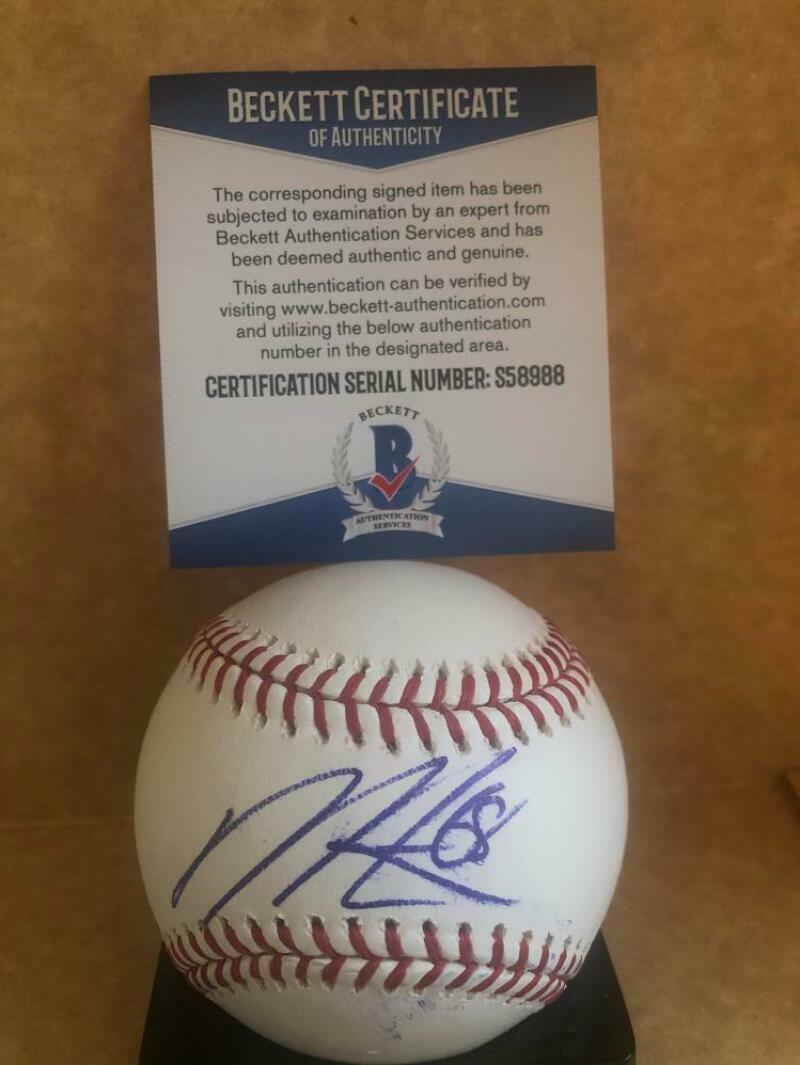 BECKETT CERTIFICATE
OF AUTHENTICITY
The corresponding signed item has been
subjected to examination by an expert from
Beckett Authentication Services and has
been deemed authentic and genuine.
This authentication can be verified by
visiting www.beckett-authentication.com
and utilizing the below authentication
number in the designated area.
CERTIFICATION SERIAL NUMBER: S58988
BECKETT
B
AUTHENTICATION
SERVICES
68